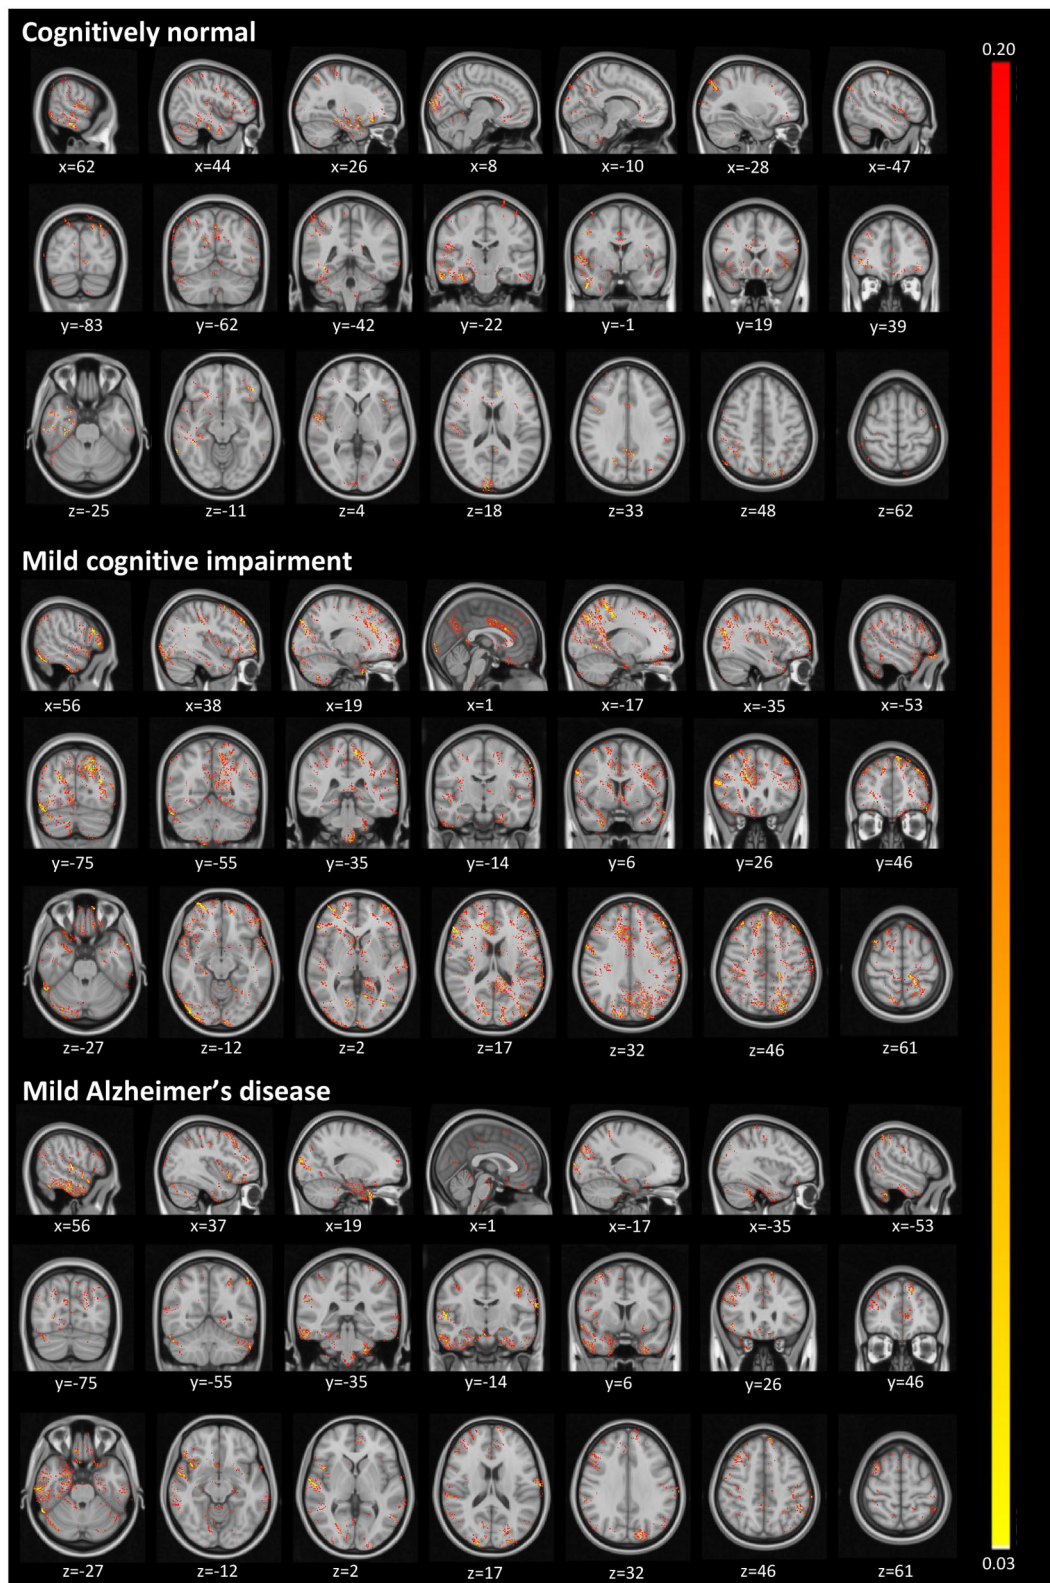 Cognitively normal
0.20
x=62 x=44 x=26 x=8 x=-10 x=-28 x=-47
y=-83 y=-62 y=-42 y=-22 y=-1 y=19 y=39
z=-25 z=-11 z=4 z=18 z=33 z=48 z=62
Mild cognitive impairment
x=56 x=38 x=19 x=1 x=-17 x=-35 x=-53
y=-75 y=-55 y=-35 y=-14 y=6 y=26 y=46
z=-27 z=-12 z=2 z=17 z=32 z=46 z=61
Mild Alzheimer’s disease
x=56 x=37 x=19 x=1 x=-17 x=-35 x=-53
y=-75 y=-55 y=-35 y=-14 y=6 y=26 y=46
z=-27 z=-12 z=2 z=17 z=32 z=46 z=61
0.03